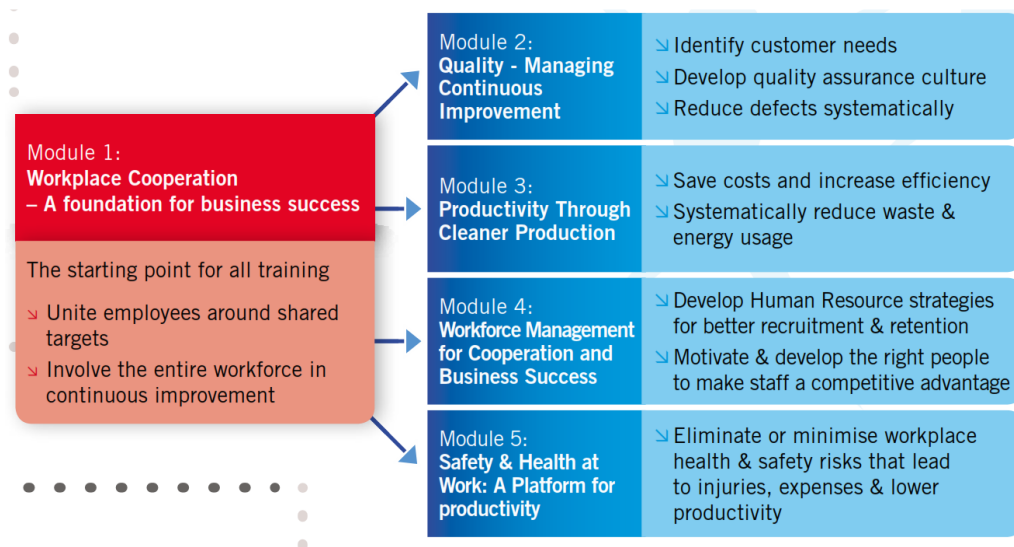 Module 1:
Workplace Cooperation
– A foundation for business success
The starting point for all training
↘ Unite employees around shared
targets
↘ Involve the entire workforce in
continuous improvement
Module 2:
Quality - Managing
Continuous
Improvement
↘ Identify customer needs
↘ Develop quality assurance culture
↘ Reduce defects systematically
Module 3:
Productivity Through
Cleaner Production
↘ Save costs and increase efficiency
↘ Systematically reduce waste &
energy usage
Module 4:
Workforce Management
for Cooperation and
Business Success
↘ Develop Human Resource strategies
for better recruitment & retention
↘ Motivate & develop the right people
to make staff a competitive advantage
Module 5:
Safety & Health at
Work: A Platform for
productivity
↘ Eliminate or minimise workplace
health & safety risks that lead
to injuries, expenses & lower
productivity